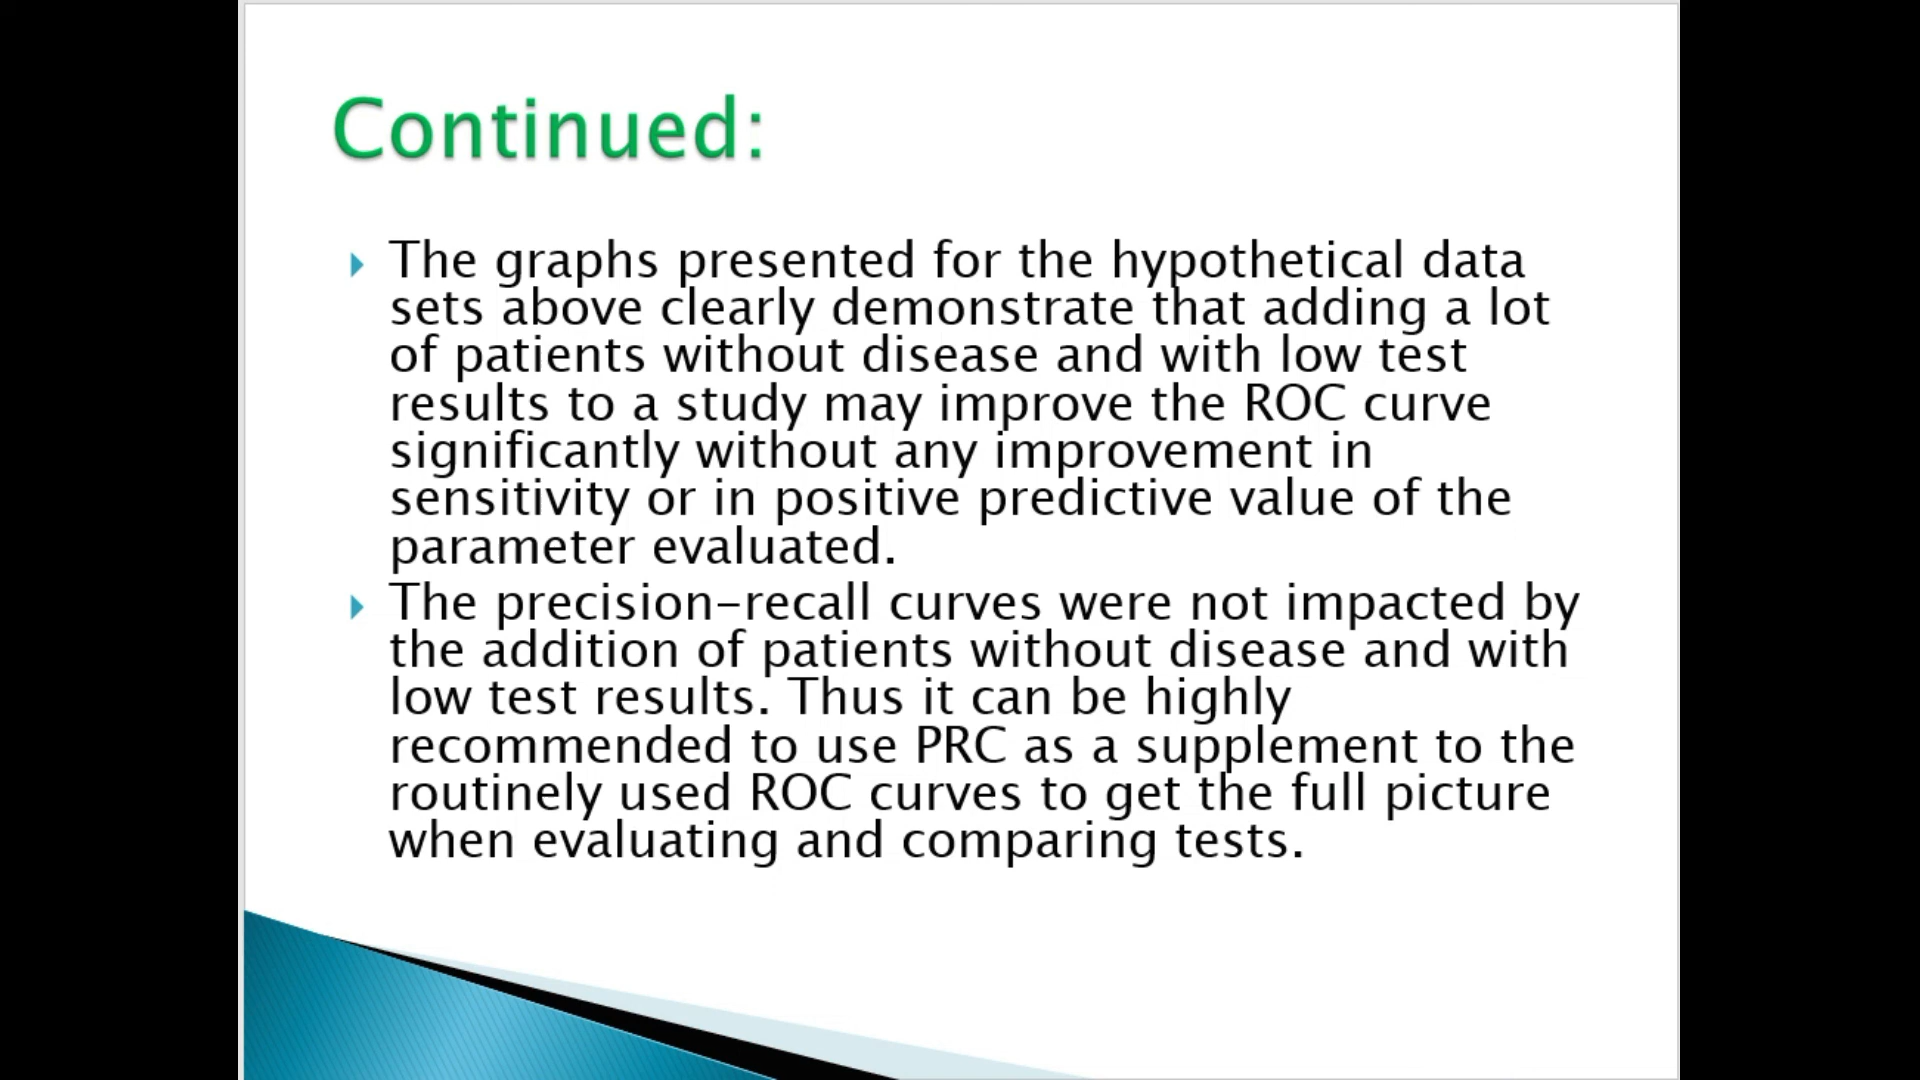 Continued:
The graphs presented for the hypothetical data
sets above clearly demonstrate that adding a lot
of patients without disease and with low test
results to a study may improve the ROC curve
significantly without any improvement in
sensitivity or in positive predictive value of the
parameter evaluated.
The precision-recall curves were not impacted by
the addition of patients without disease and with
low test results. Thus it can be highly
recommended to use PRC as a supplement to the
routinely used ROC curves to get the full picture
when evaluating and comparing tests.